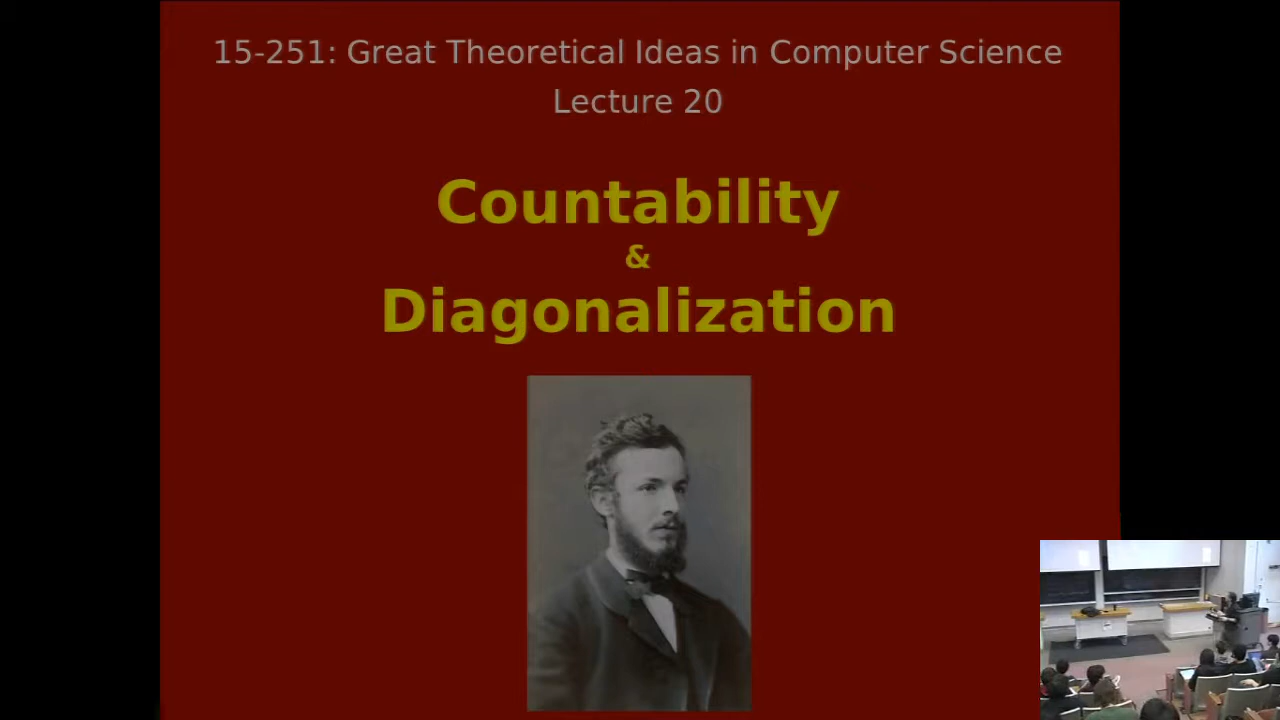 15-251: Great Theoretical Ideas in Computer Science
Lecture 20
Countability
&
Diagonalization